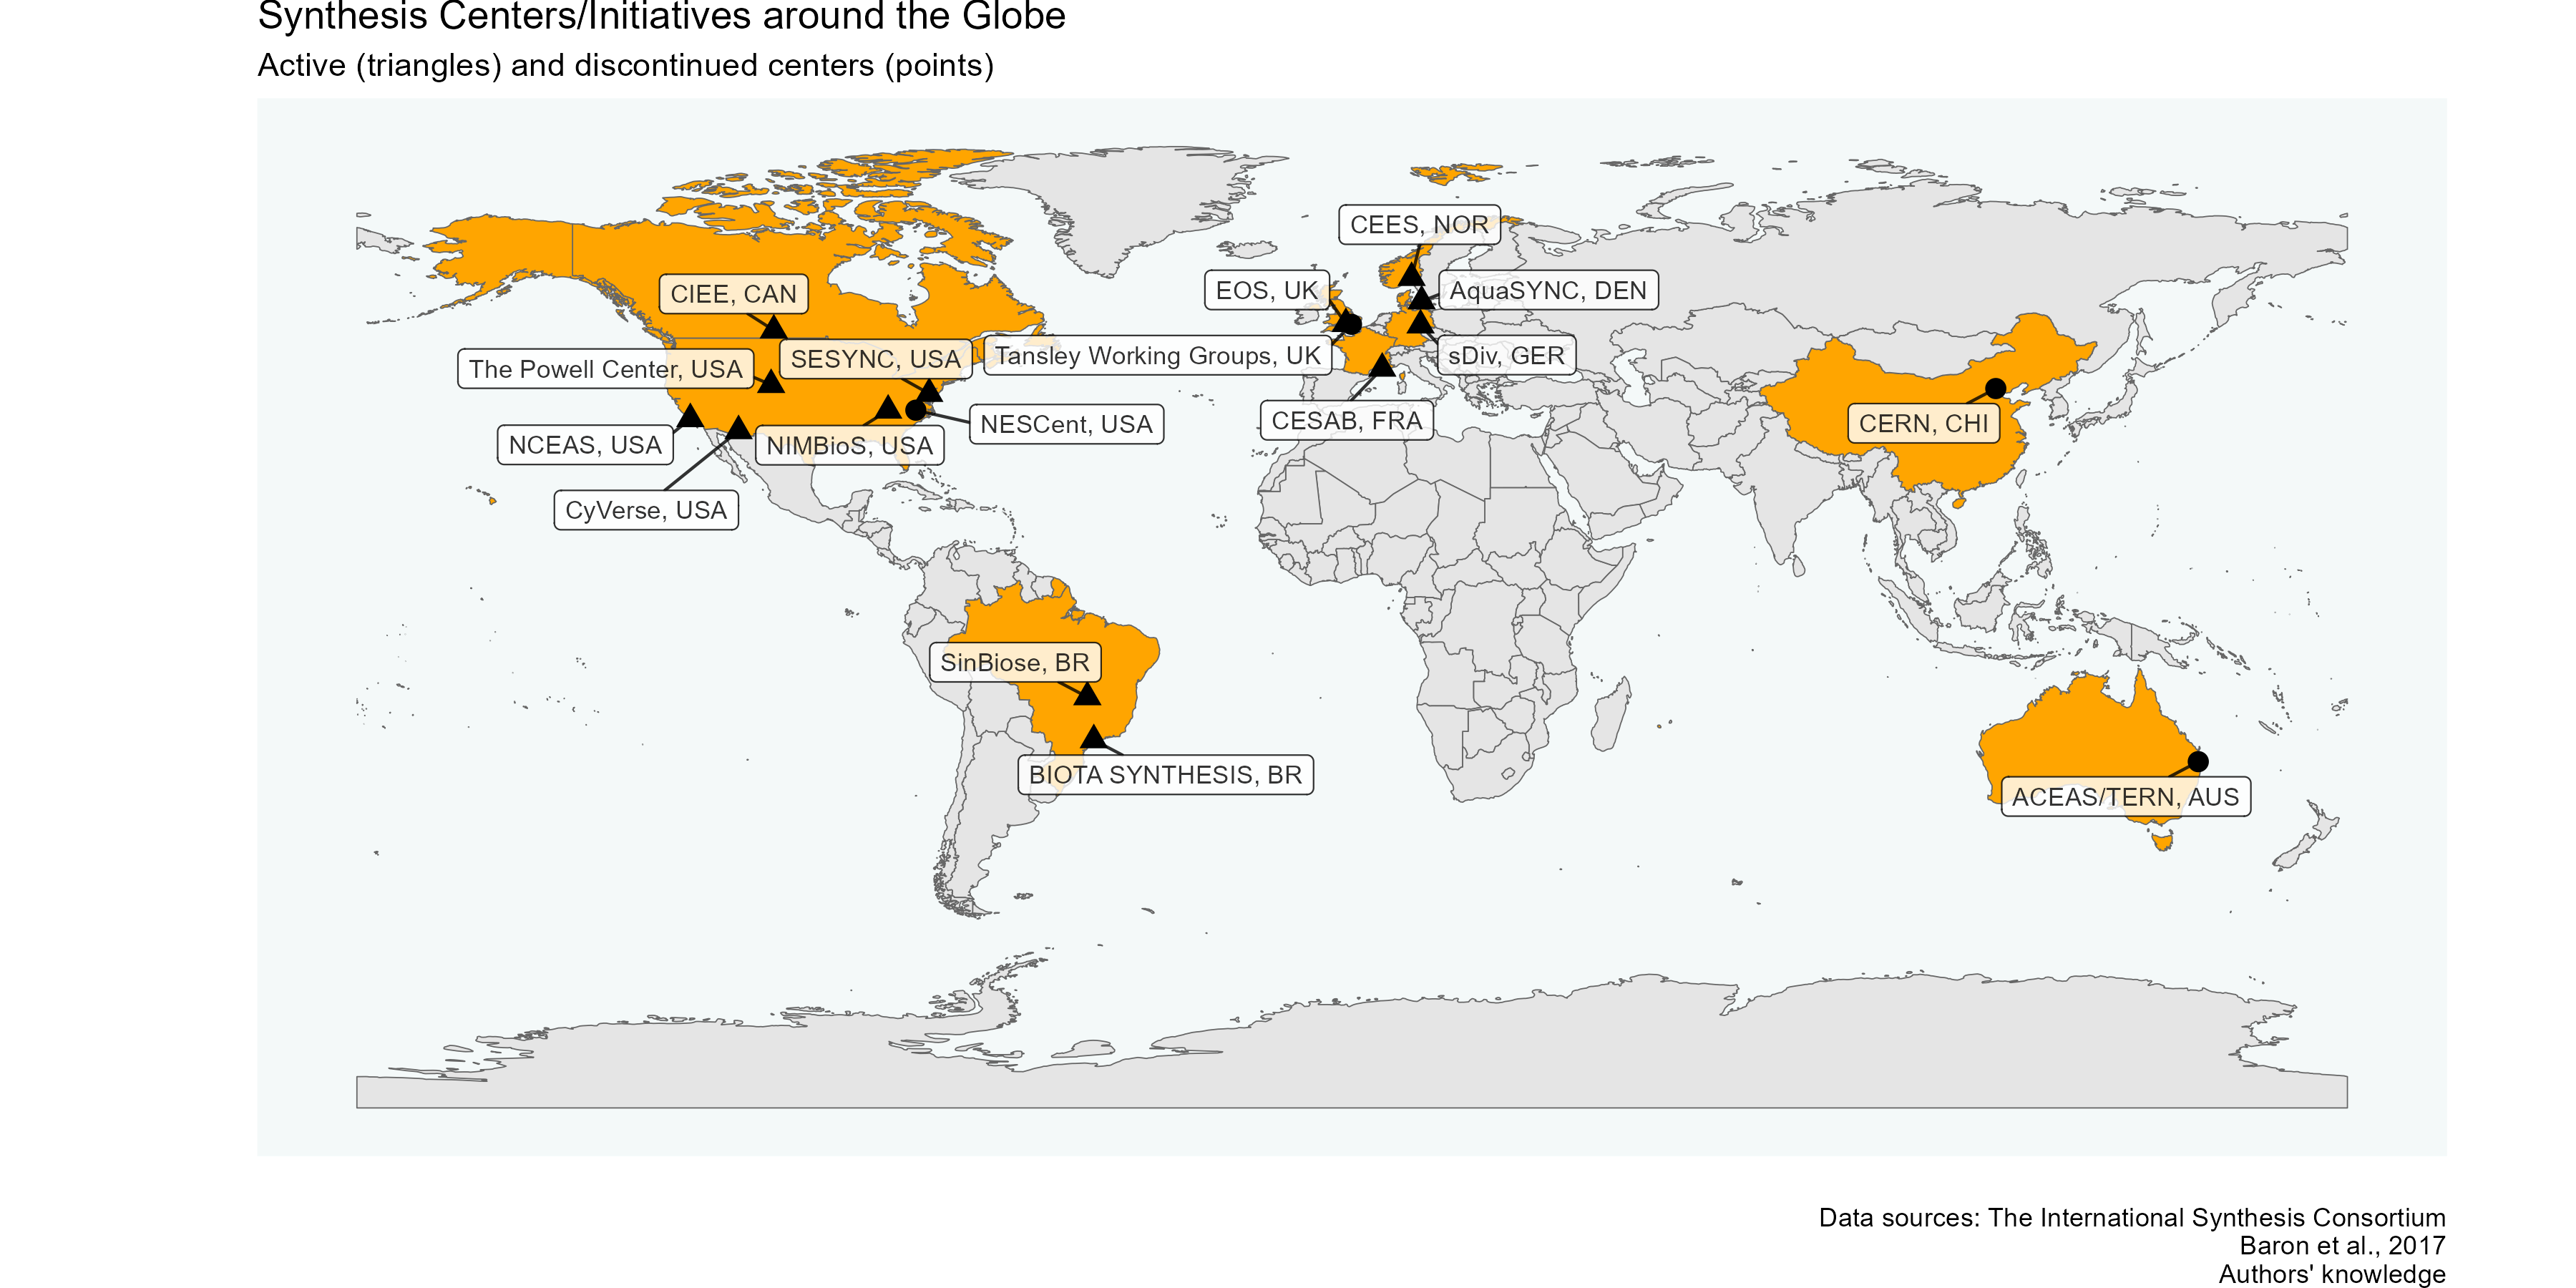 Synthesis Centers/Initiatives around the Globe
Active (triangles) and discontinued centers (points)
CEES, NOR
EOS, UK
AquaSYNC, DEN
CIEE, CAN
SESYNC, USA
Tansley Working Groups, UK
sDiv, GER
The Powell Center, USA
CESAB, FRA
CERN, CHI
NESCent, USA
NCEAS, USA
NIMBioS, USA
CyVerse, USA
SinBiose, BR
BIOTA SYNTHESIS, BR
ACEAS/TERN, AUS
Data sources: The International Synthesis Consortium
Baron et al., 2017
Authors' knowledge